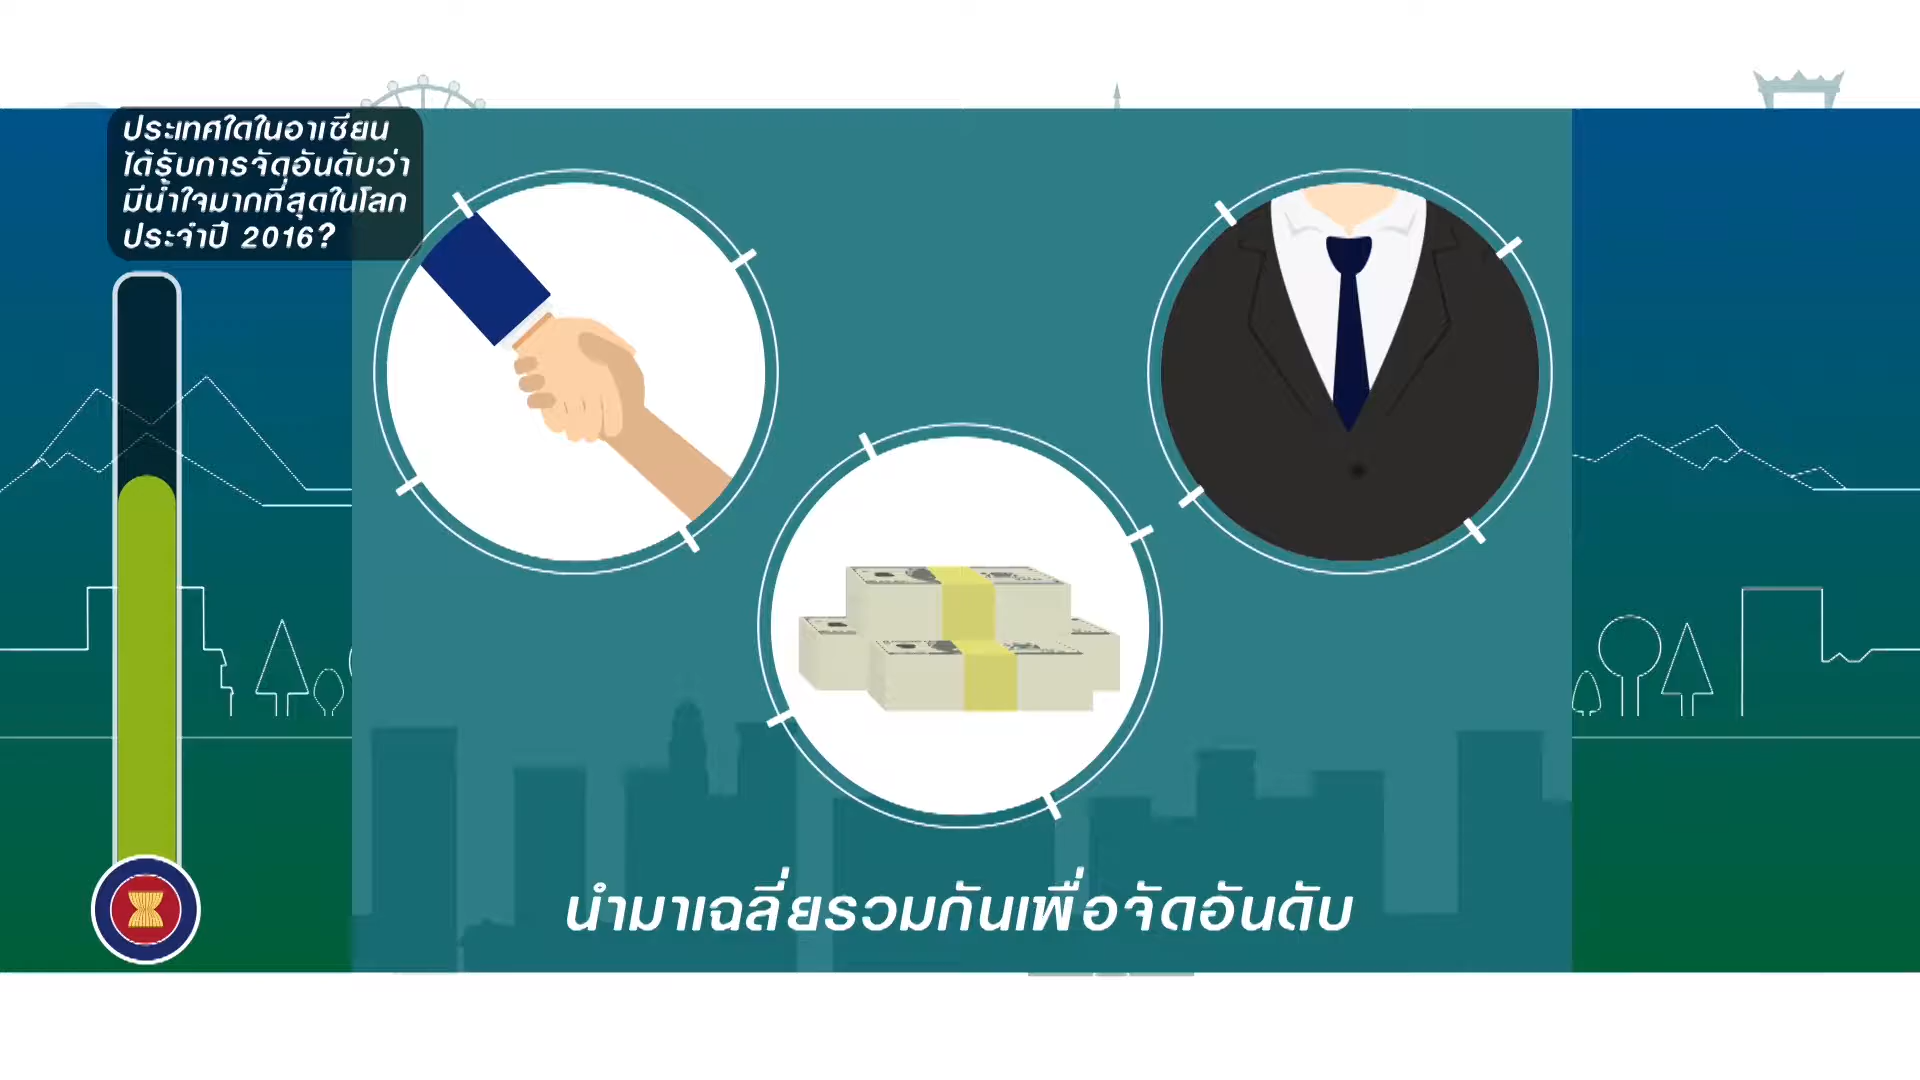 ประเทศใดในอาเซียน
ได้รับการจัดอันดับว่า
มีน้ำใจมากที่สุดในโลก
ประจำปี 2016?
นำมาเฉลี่ยรวมกันเพื่อจัดอันดับ